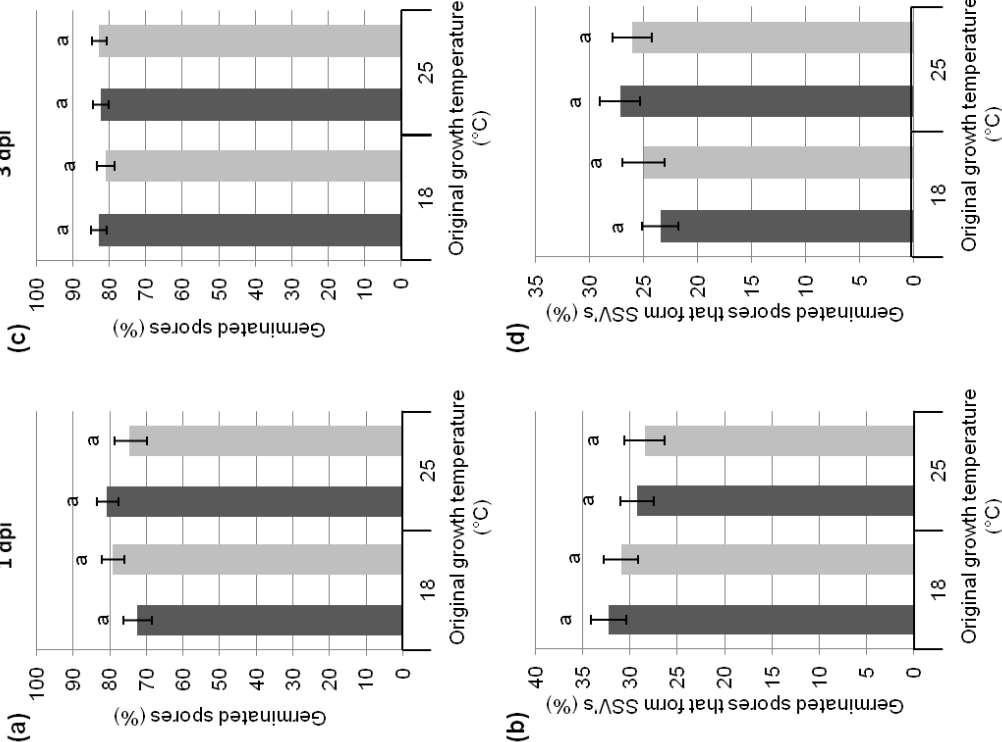 1 dpi
(a)
Germinated spores (%)
100
90
80
70
60
50
40
30
20
10
0
a
a
a
a
18
25
Original growth temperature
(°C)
(b)
Germinated spores that form SSV's (%)
40
35
30
25
20
15
10
5
0
a
a
a
a
18
25
Original growth temperature
(°C)
3 dpi
(c)
Germinated spores (%)
100
90
80
70
60
50
40
30
20
10
0
a
a
a
a
18
25
Original growth temperature
(°C)
(d)
Germinated spores that form SSV's (%)
35
30
25
20
15
10
5
0
a
a
a
a
18
25
Original growth temperature
(°C)